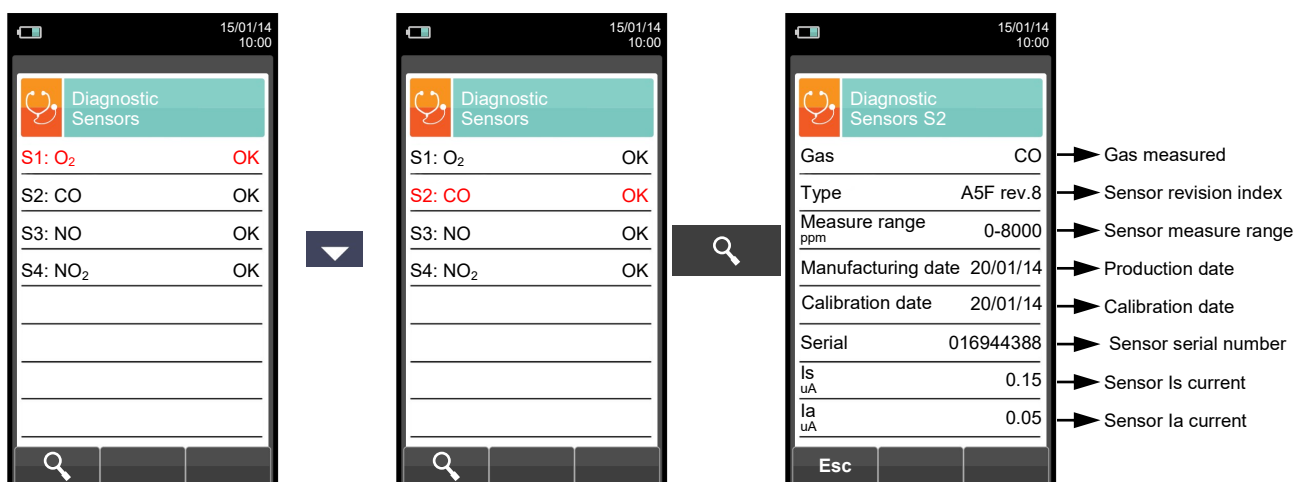 15/01/14
10:00
Diagnostic
Sensors
S1: O₂ OK
S2: CO OK
S3: NO OK
S4: NO₂ OK
15/01/14
10:00
Diagnostic
Sensors
S1: O₂ OK
S2: CO OK
S3: NO OK
S4: NO₂ OK
15/01/14
10:00
Diagnostic
Sensors S2
Gas CO Gas measured
Type A5F rev.8 Sensor revision index
Measure range
ppm 0-8000 Sensor measure range
Manufacturing date 20/01/14 Production date
Calibration date 20/01/14 Calibration date
Serial 016944388 Sensor serial number
Is
uA 0.15 Sensor Is current
Ia
uA 0.05 Sensor Ia current
Esc